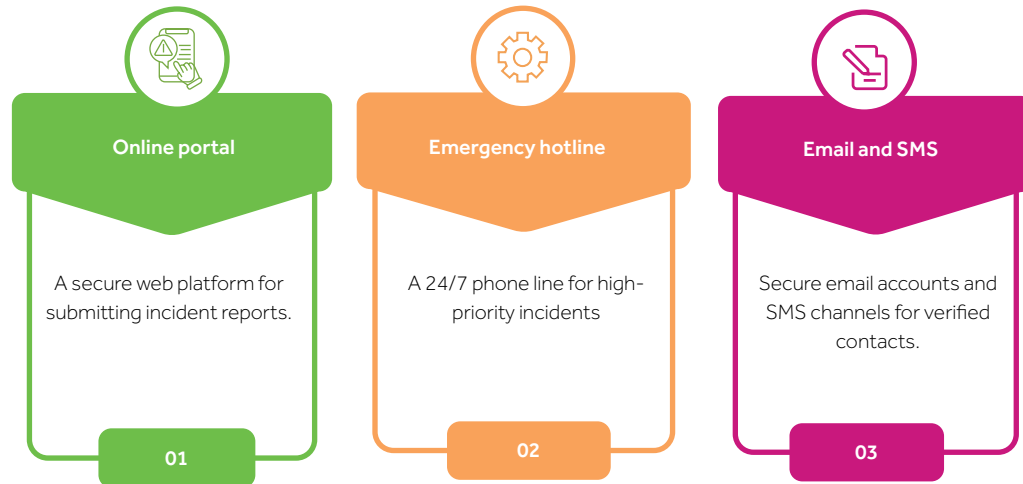 Online portal
A secure web platform for
submitting incident reports.
01
Emergency hotline
A 24/7 phone line for high-
priority incidents
02
Email and SMS
Secure email accounts and
SMS channels for verified
contacts.
03